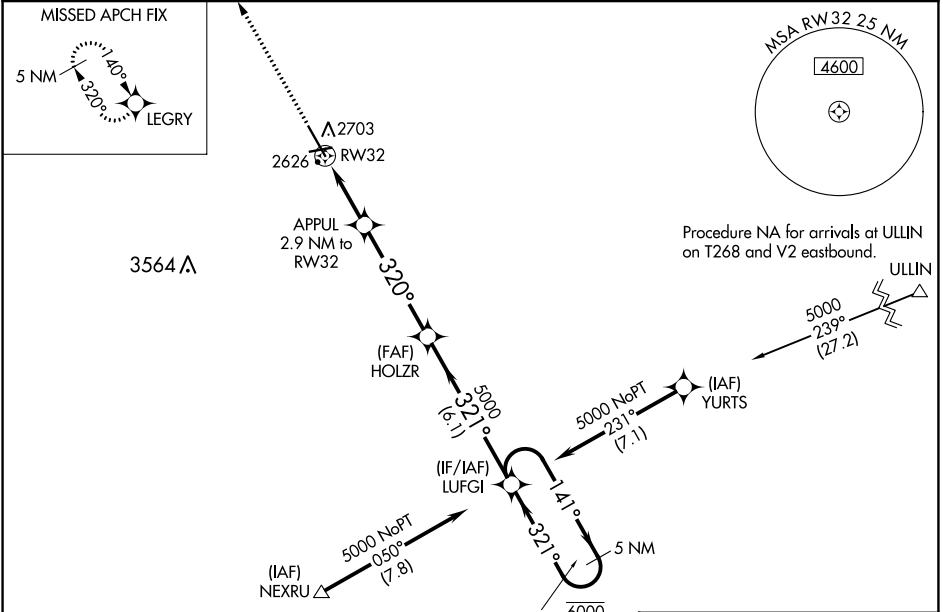 MISSED APCH FIX
5 NM
140°
320°
LEGRY
MSA RW32 25 NM
4600
2703
2626
RW32
APPUL
2.9 NM to
RW32
3564
320°
Procedure NA for arrivals at ULLIN
on T268 and V2 eastbound.
ULLIN
5000
239°
(27.2)
(FAF)
HOLZR
5000
321°
(6.1)
(IAF)
YURTS
5000 NoPT
231°
(7.1)
(IF/IAF)
LUFGI
141°
321°
5 NM
5000 NoPT
050°
(7.8)
(IAF)
NEXRU
6000